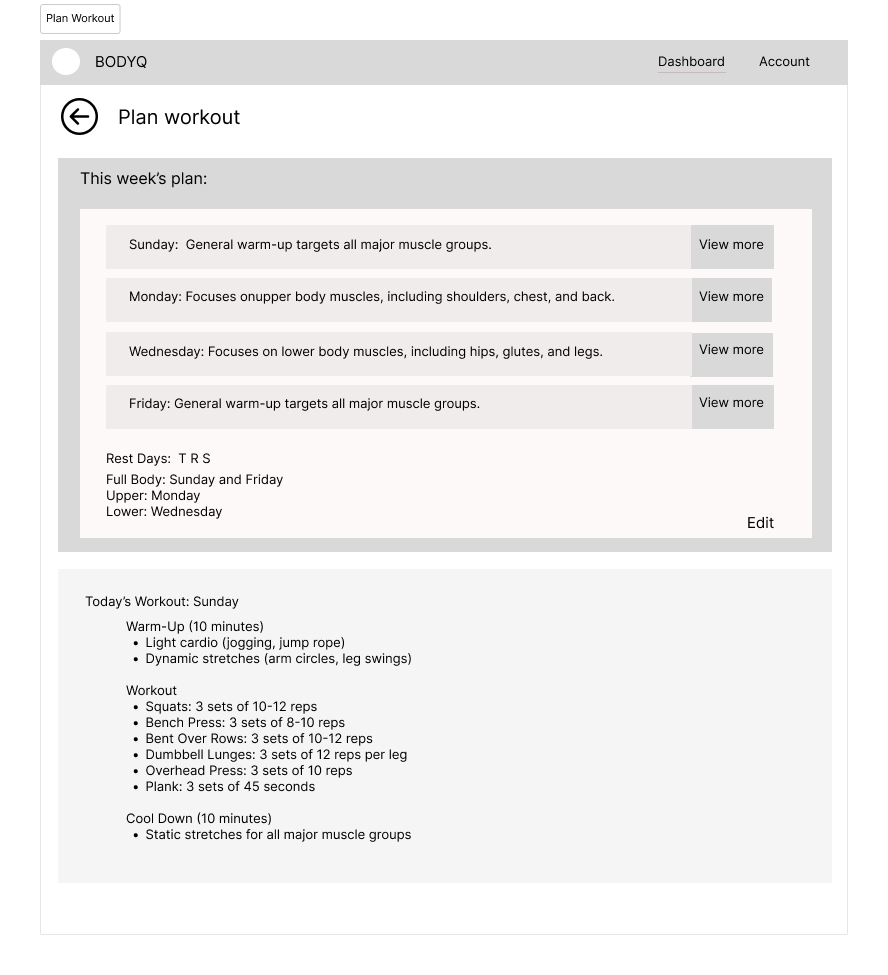 Plan Workout
BODYQ
Dashboard
Account
Plan workout
This week’s plan:
Sunday:  General warm-up targets all major muscle groups.
View more
Monday: Focuses onupper body muscles, including shoulders, chest, and back.
View more
Wednesday: Focuses on lower body muscles, including hips, glutes, and legs.
View more
Friday: General warm-up targets all major muscle groups.
View more
Rest Days:  T R S
Full Body: Sunday and Friday
Upper: Monday
Lower: Wednesday
Edit
Today’s Workout: Sunday
Warm-Up (10 minutes)
• Light cardio (jogging, jump rope)
• Dynamic stretches (arm circles, leg swings)
Workout
• Squats: 3 sets of 10-12 reps
• Bench Press: 3 sets of 8-10 reps
• Bent Over Rows: 3 sets of 10-12 reps
• Dumbbell Lunges: 3 sets of 12 reps per leg
• Overhead Press: 3 sets of 10 reps
• Plank: 3 sets of 45 seconds
Cool Down (10 minutes)
• Static stretches for all major muscle groups